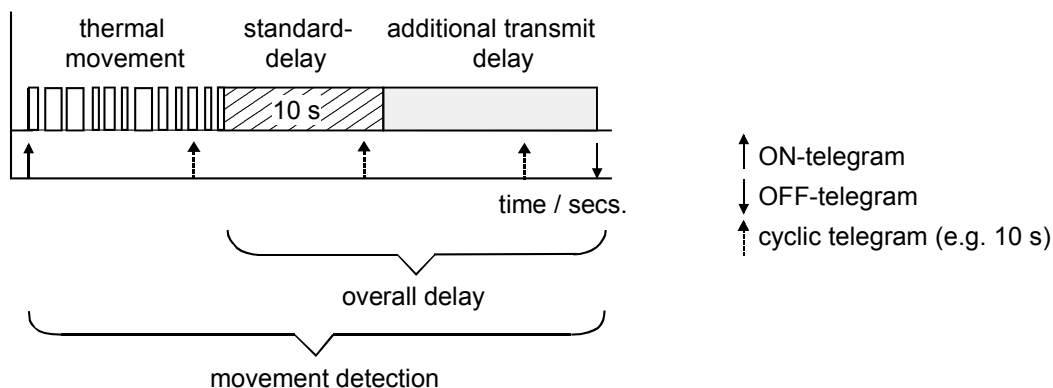 thermal
movement
standard-
delay
additional transmit
delay
10 s
time / secs.
overall delay
movement detection
ON-telegram
OFF-telegram
cyclic telegram (e.g. 10 s)